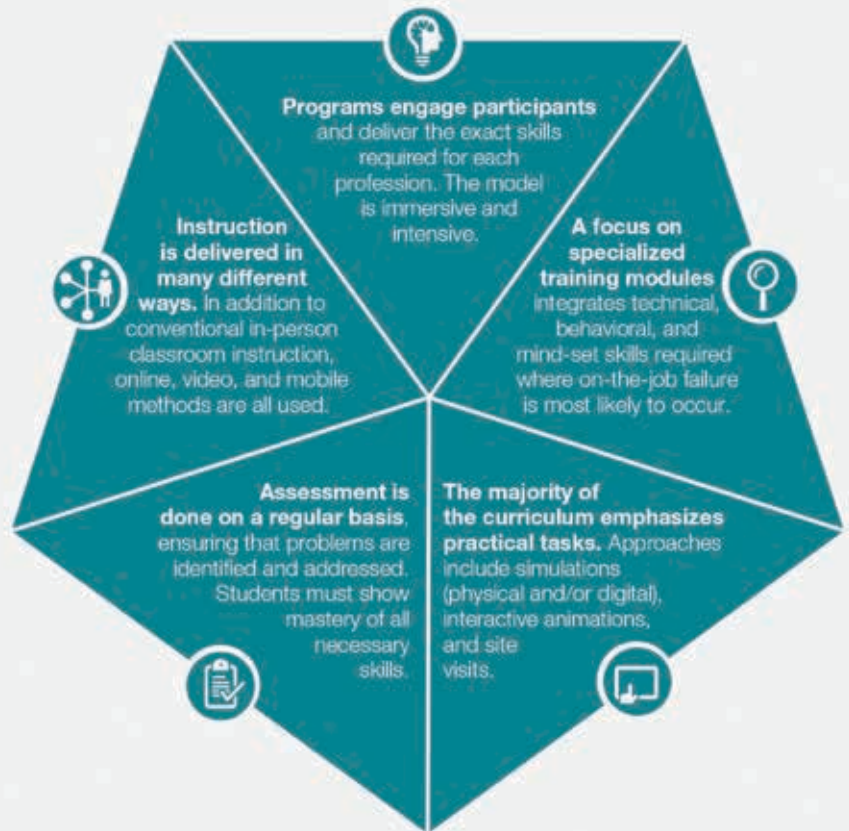 Programs engage participants
and deliver the exact skills
required for each
profession. The model
is immersive and
intensive.
A focus on
specialized
training modules
integrates technical,
behavioral, and
mind-set skills required
where on-the-job failure
is most likely to occur.
The majority of
the curriculum emphasizes
practical tasks. Approaches
include simulations
(physical and/or digital),
interactive animations,
and site
visits.
Assessment is
done on a regular basis,
ensuring that problems are
identified and addressed.
Students must show
mastery of all
necessary
skills.
Instruction
is delivered in
many different
ways. In addition to
conventional in-person
classroom instruction,
online, video, and mobile
methods are all used.